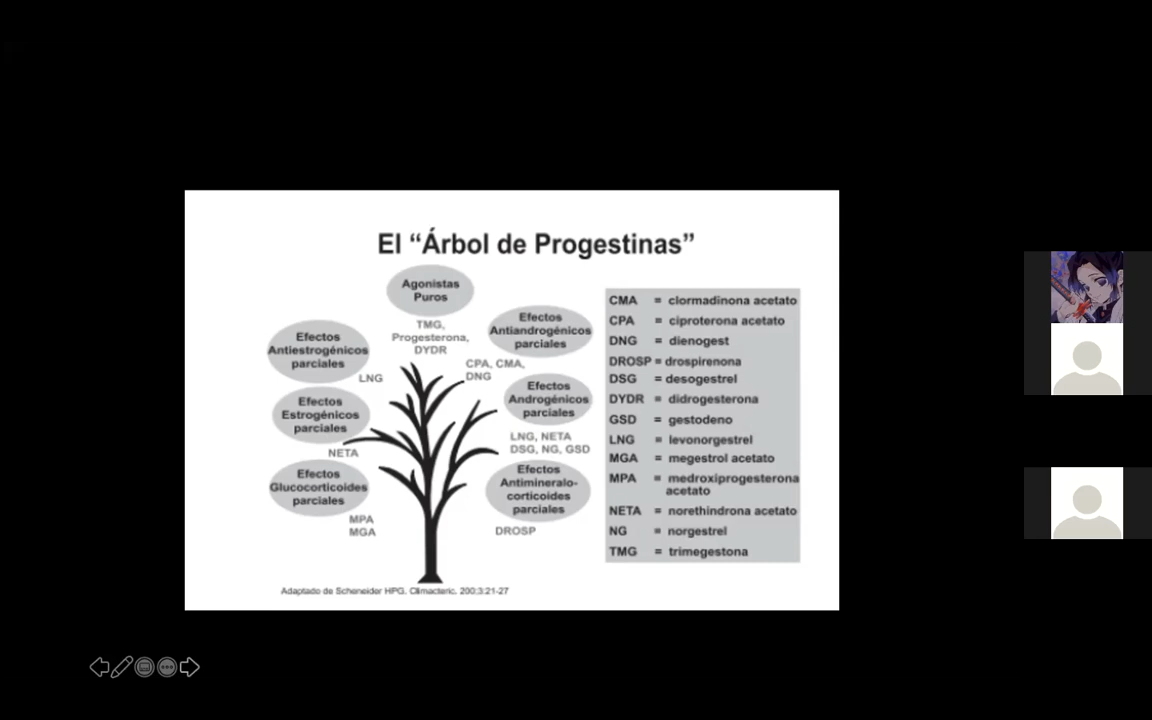 El “Árbol de Progestinas”
Agonistas
Puros
TMG,
Progesterona,
DYDR
Efectos
Antiestrogénicos
parciales
LNG
Efectos
Estrogénicos
parciales
NETA
Efectos
Glucocorticoides
parciales
MPA
MGA
Efectos
Antiandrogénicos
parciales
CPA, CMA,
DNG
Efectos
Androgénicos
parciales
LNG, NETA
DSG, NG, GSD
Efectos
Antimineralo-
corticoides
parciales
DROSP
CMA = clormadinona acetato
CPA = ciproterona acetato
DNG = dienogest
DROSP = drospirenona
DSG = desogestrel
DYDR = didrogesterona
GSD = gestodeno
LNG = levonorgestrel
MGA = megestrol acetato
MPA = medroxiprogesterona
acetato
NETA = norethindrona acetato
NG = norgestrel
TMG = trimegestona
Adaptado de Scheneider HPG. Climacteric. 200;3:21-27